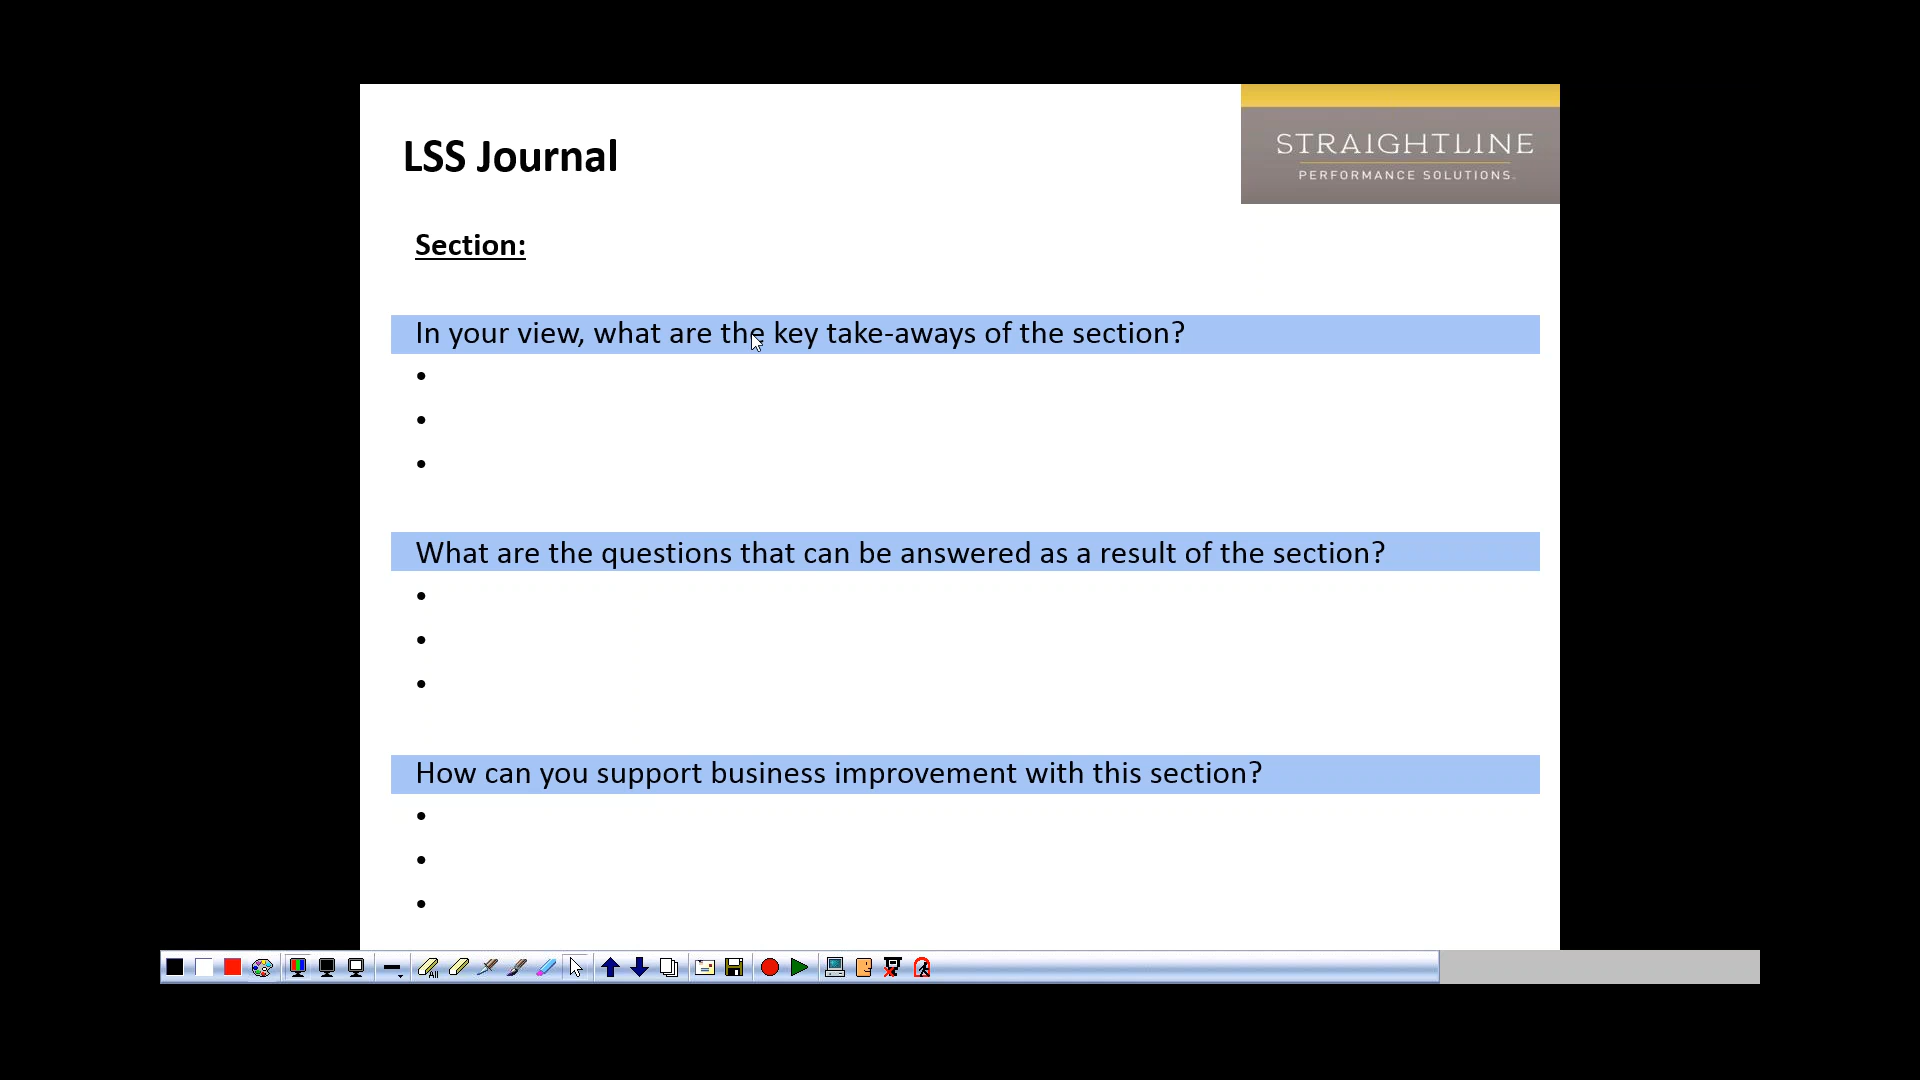 LSS Journal
STRAIGHTLINE
PERFORMANCE SOLUTIONS.
Section:
In your view, what are the key take-aways of the section?
•
•
•
What are the questions that can be answered as a result of the section?
•
•
•
How can you support business improvement with this section?
•
•
•
All